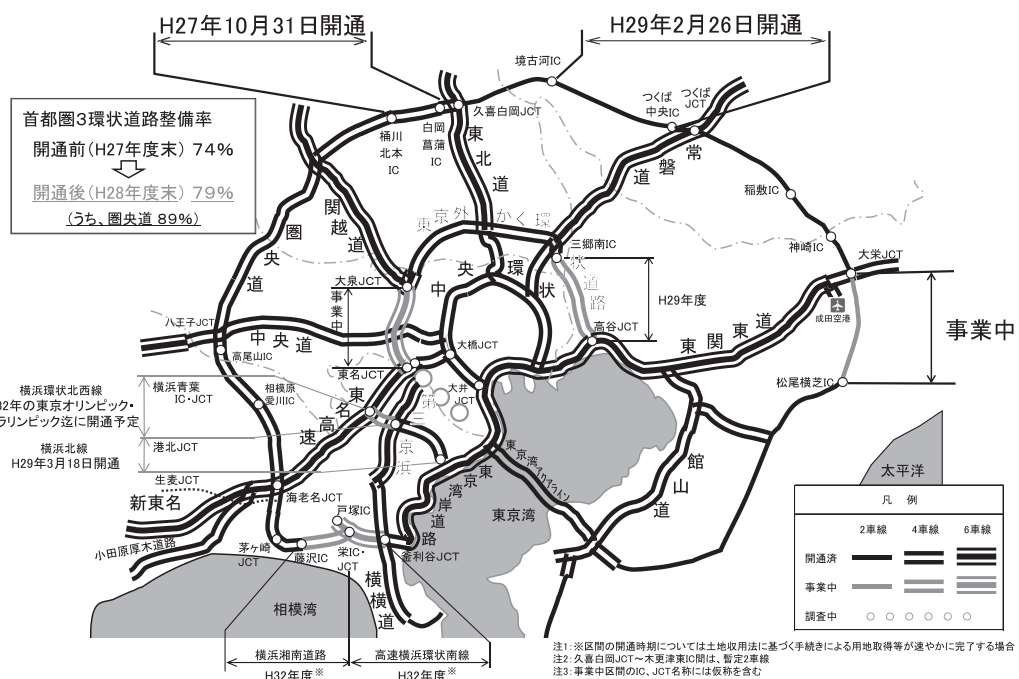 H27年10月31日開通
H29年2月26日開通
首都圏3環状道路整備率
開通前(H27年度末) 74%
開通後(H28年度末) 79%
(うち、圏央道 89%)
境古河IC
久喜白岡JCT
白岡菖蒲IC
桶川北本IC
つくば中央IC
つくばJCT
東北道
常磐道
稲敷IC
神崎IC
大栄JCT
成田空港
事業中
松尾横芝IC
関越道
圏央道
東京外かく環状道路
三郷南IC
H29年度
高谷JCT
東関東道
大泉JCT
事業中
東名JCT
中央環状
八王子JCT
中央道
高尾山IC
大橋JCT
大井JCT
横浜環状北西線
32年の東京オリンピック・
ラリンピック迄に開通予定
横浜青葉IC・JCT
相模原愛川IC
東名高速
第三京浜
横浜北線
H29年3月18日開通
港北JCT
生麦JCT
新東名
海老名JCT
小田原厚木道路
茅ヶ崎JCT
藤沢IC
戸塚IC
栄IC・JCT
釜利谷JCT
東京湾岸道路
東京湾アクアライン
東京湾
館山道
横横道
相模湾
太平洋
横浜湘南道路
H32年度※
高速横浜環状南線
H32年度※
凡 例
2車線 4車線 6車線
開通済
事業中
調査中
注1:※区間の開通時期については土地収用法に基づく手続きによる用地取得等が速やかに完了する場合
注2:久喜白岡JCT~木更津東IC間は、暫定2車線
注3:事業中区間のIC、JCT名称には仮称を含む